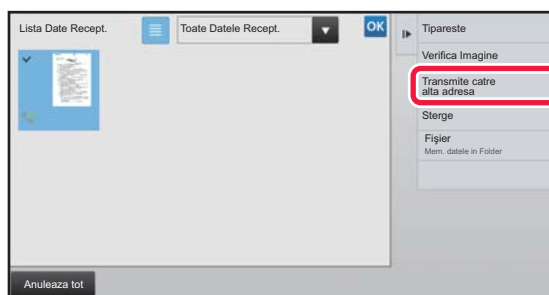 Lista Date Recept.
Toate Datele Recept.
OK
Tipareste
Verifica Imagine
Transmite catre
alta adresa
Sterge
Fişier
Mem. datele in Folder
Anuleaza tot